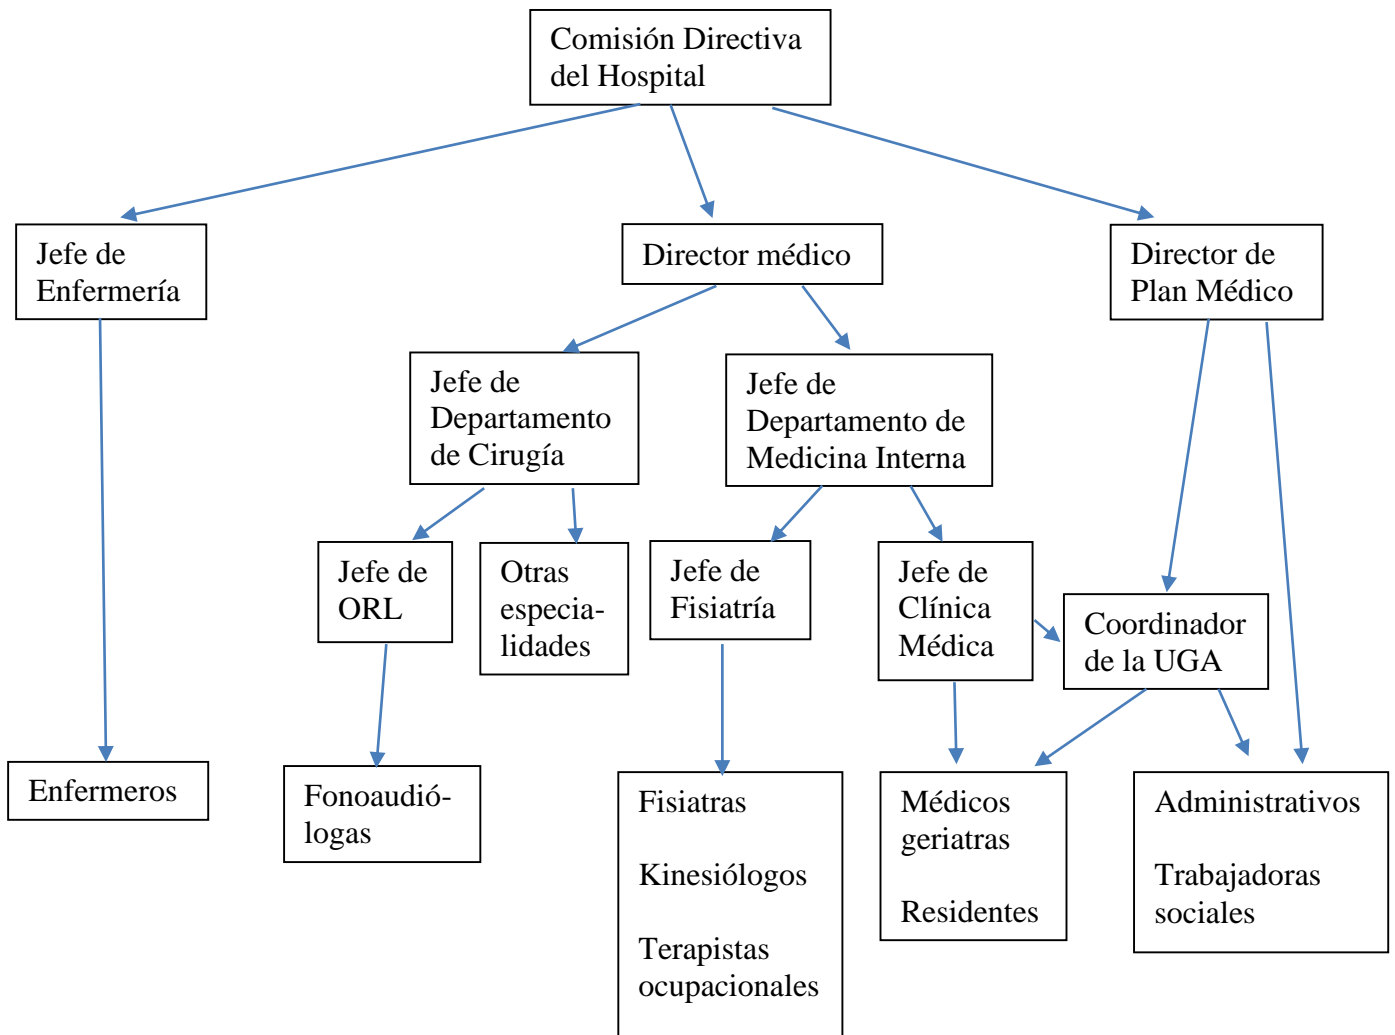 Comisión Directiva
del Hospital
Jefe de
Enfermería
Director médico
Director de
Plan Médico
Jefe de
Departamento
de Cirugía
Jefe de
Departamento de
Medicina Interna
Jefe de
ORL
Otras
especia-
lidades
Jefe de
Fisiatría
Jefe de
Clínica
Médica
Coordinador
de la UGA
Enfermeros
Fonoaudió-
logas
Fisiatras
Kinesiólogos
Terapistas
ocupacionales
Médicos
geriatras
Residentes
Administrativos
Trabajadoras
sociales